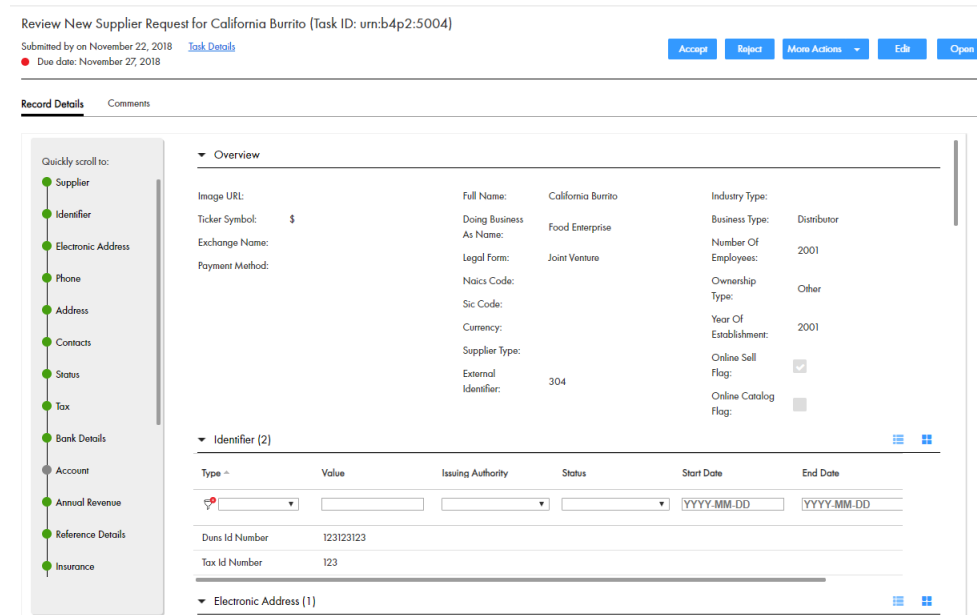 Review New Supplier Request for California Burrito (Task ID: urn:b4p2:5004)
Submitted by on November 22, 2018 Task Details
Due date: November 27, 2018
Accept Reject More Actions Edit Open
Record Details Comments
Quickly scroll to:
Supplier
Identifier
Electronic Address
Phone
Address
Contacts
Status
Tax
Bank Details
Account
Annual Revenue
Reference Details
Insurance
Overview
Image URL:
Ticker Symbol: $
Exchange Name:
Payment Method:
Full Name: California Burrito
Doing Business
As Name: Food Enterprise
Legal Form: Joint Venture
Naics Code:
Sic Code:
Currency:
Supplier Type:
External
Identifier: 304
Industry Type:
Business Type: Distributor
Number Of
Employees: 2001
Ownership
Type: Other
Year Of
Establishment: 2001
Online Sell
Flag:
Online Catalog
Flag:
Identifier (2)
Type Value Issuing Authority Status Start Date End Date
YYYY-MM-DD YYYY-MM-DD
Duns Id Number 123123123
Tax Id Number 123
Electronic Address (1)